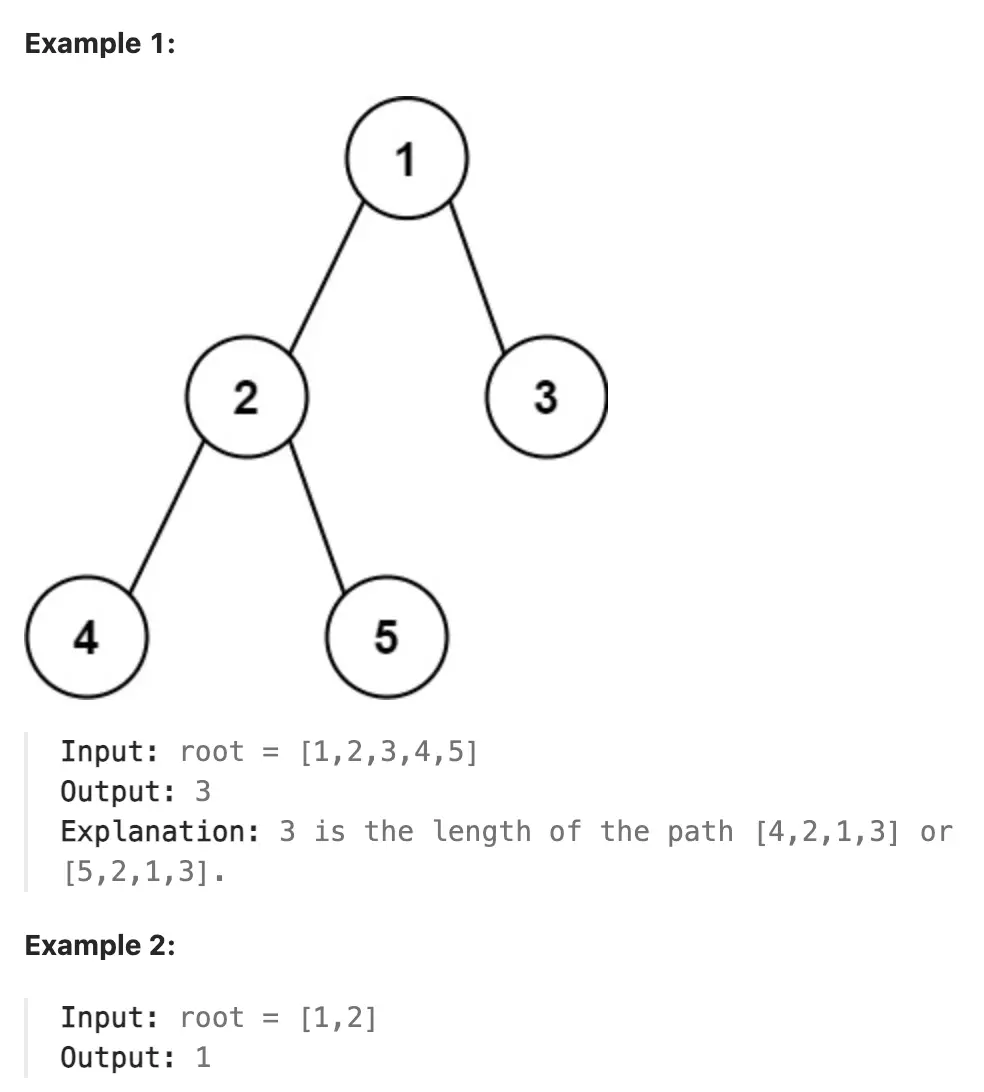 Example 1:
1
2
3
4
5
Input: root = [1,2,3,4,5]
Output: 3
Explanation: 3 is the length of the path [4,2,1,3] or
[5,2,1,3].
Example 2:
Input: root = [1,2]
Output: 1